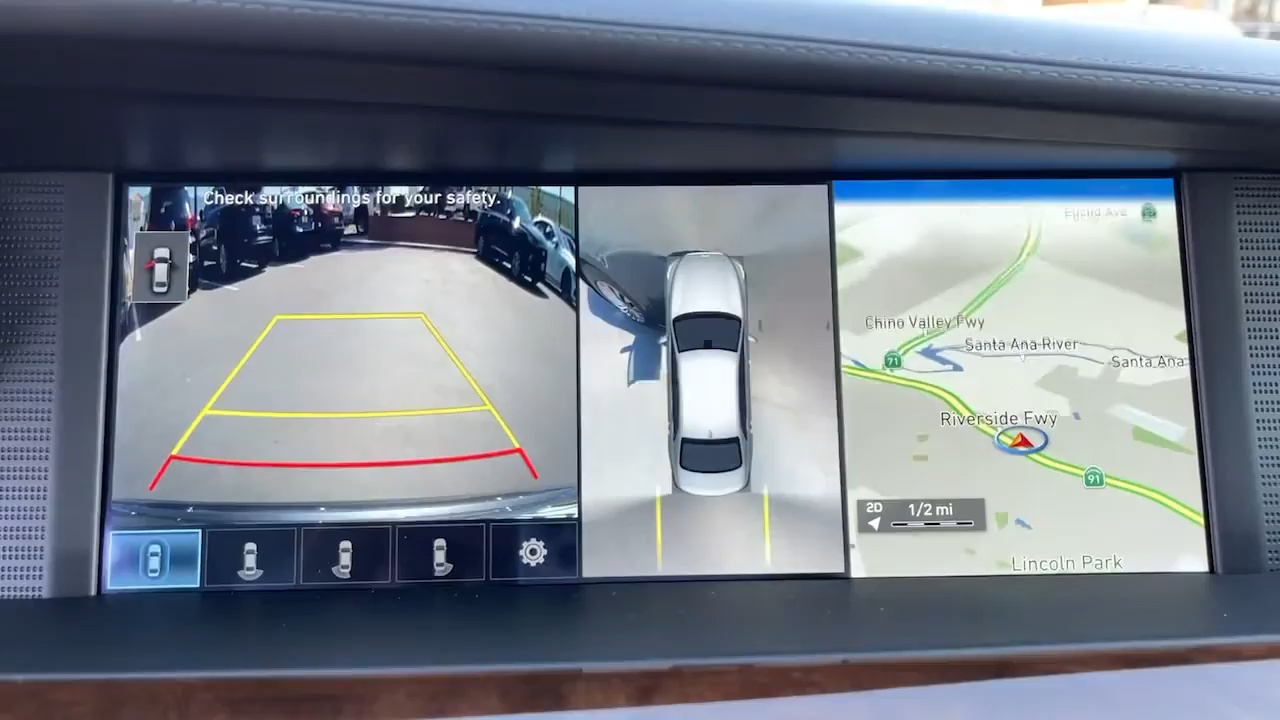 Check surroundings for your safety.
Euclid Ave
Chino Valley Fwy
Santa Ana River
71
Santa Ana
Riverside Fwy
91
2D
1/2 mi
Lincoln Park